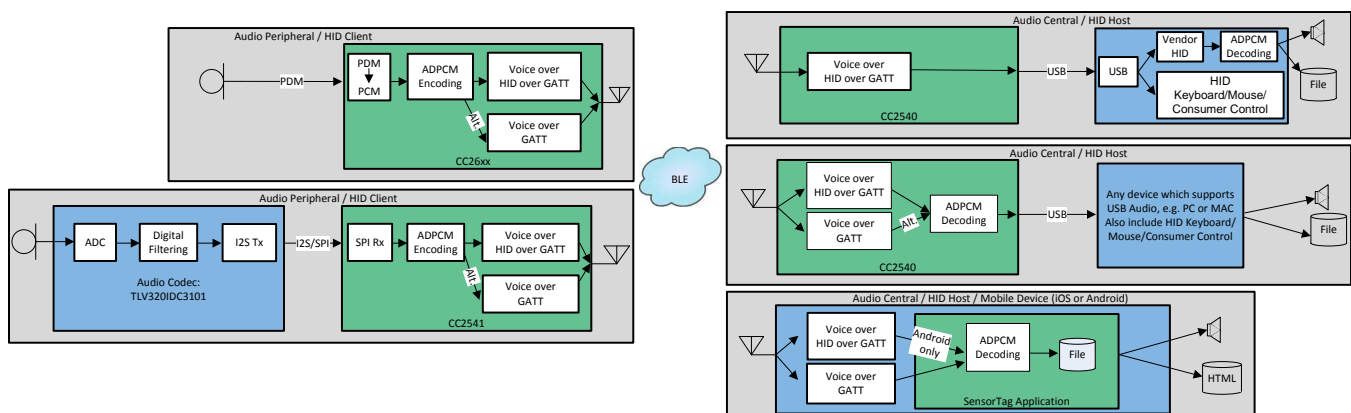 Audio Peripheral / HID Client
PDM
PDM
PCM
ADPCM
Encoding
Voice over
HID over GATT
Alt.
Voice over
GATT
CC26xx
Audio Peripheral / HID Client
ADC
Digital
Filtering
I2S Tx
Audio Codec:
TLV320IDC3101
I2S/SPI
SPI Rx
ADPCM
Encoding
Voice over
HID over GATT
Alt.
Voice over
GATT
CC2541
BLE
Audio Central / HID Host
Voice over
HID over GATT
CC2540
USB
USB
Vendor
HID
ADPCM
Decoding
HID
Keyboard/Mouse/
Consumer Control
File
Audio Central / HID Host
Voice over
HID over GATT
Voice over
GATT
Alt.
ADPCM
Decoding
CC2540
USB
Any device which supports
USB Audio, e.g. PC or MAC
Also include HID Keyboard/
Mouse/Consumer Control
File
Audio Central / HID Host / Mobile Device (iOS or Android)
Voice over
HID over GATT
Voice over
GATT
Android
only
ADPCM
Decoding
File
SensorTag Application
HTML